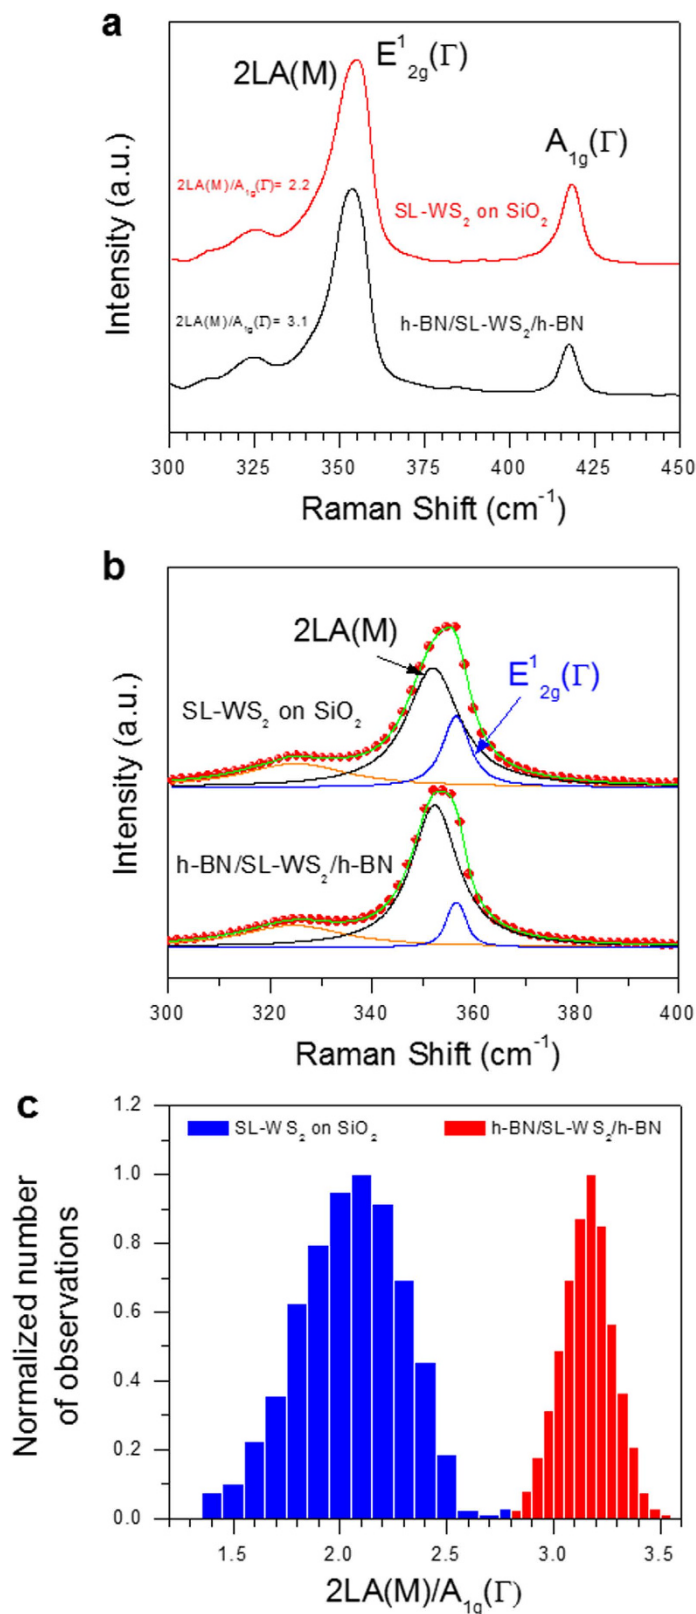 a
2LA(M)
E¹₂g(Γ)
A₁g(Γ)
2LA(M)/A₁g(Γ)= 2.2
SL-WS₂ on SiO₂
2LA(M)/A₁g(Γ)= 3.1
h-BN/SL-WS₂/h-BN
Intensity (a.u.)
300 325 350 375 400 425 450
Raman Shift (cm⁻¹)
b
2LA(M)
E¹₂g(Γ)
SL-WS₂ on SiO₂
h-BN/SL-WS₂/h-BN
Intensity (a.u.)
300 320 340 360 380 400
Raman Shift (cm⁻¹)
c
SL-WS₂ on SiO₂
h-BN/SL-WS₂/h-BN
Normalized number
of observations
1.2
1.0
0.8
0.6
0.4
0.2
0.0
1.5 2.0 2.5 3.0 3.5
2LA(M)/A₁g(Γ)